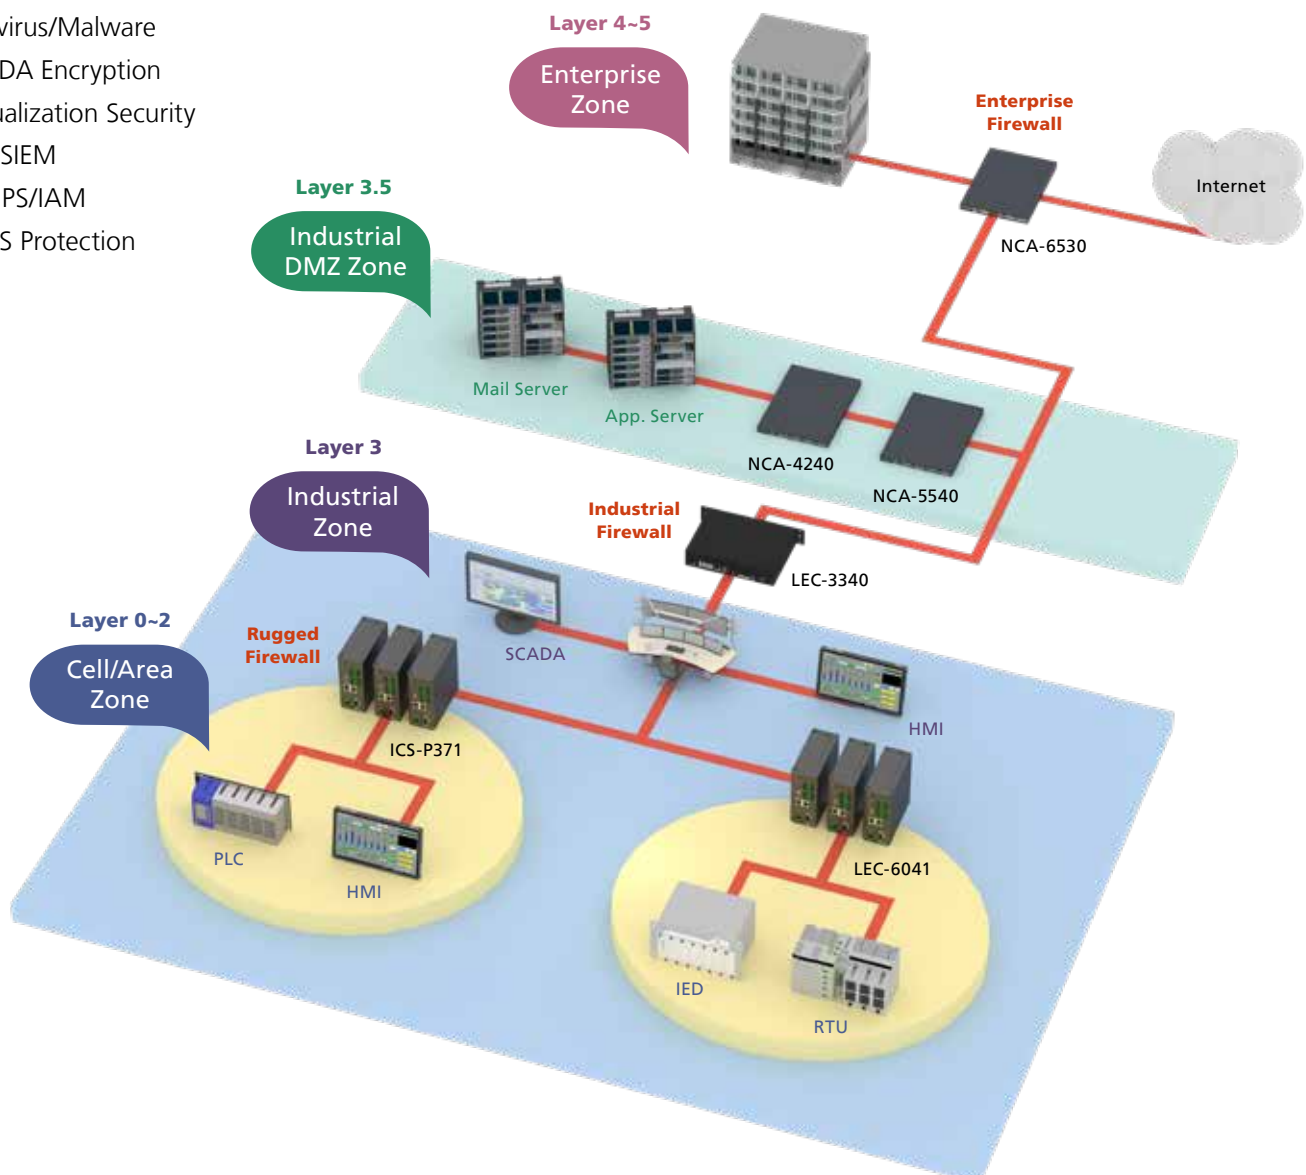 virus/Malware
DA Encryption
ualization Security
SIEM
PS/IAM
S Protection
Layer 4~5
Enterprise
Zone
Enterprise
Firewall
Internet
NCA-6530
Layer 3.5
Industrial
DMZ Zone
Mail Server
App. Server
NCA-4240
NCA-5540
Layer 3
Industrial
Zone
Industrial
Firewall
LEC-3340
SCADA
HMI
Layer 0~2
Cell/Area
Zone
Rugged
Firewall
ICS-P371
PLC
HMI
LEC-6041
IED
RTU